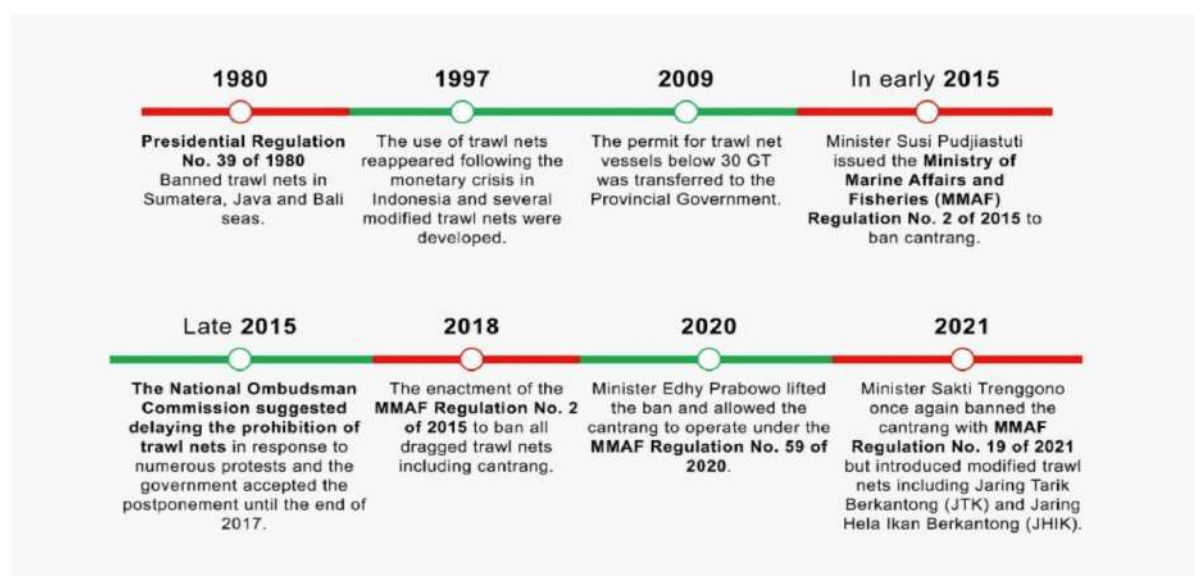 1980
Presidential Regulation
No. 39 of 1980
Banned trawl nets in
Sumatera, Java and Bali
seas.
1997
The use of trawl nets
reappeared following the
monetary crisis in
Indonesia and several
modified trawl nets were
developed.
2009
The permit for trawl net
vessels below 30 GT
was transferred to the
Provincial Government.
In early 2015
Minister Susi Pudjiastuti
issued the Ministry of
Marine Affairs and
Fisheries (MMAF)
Regulation No. 2 of 2015 to
ban cantrang.
Late 2015
The National Ombudsman
Commission suggested
delaying the prohibition of
trawl nets in response to
numerous protests and the
government accepted the
postponement until the end of
2017.
2018
The enactment of the
MMAF Regulation No. 2
of 2015 to ban all
dragged trawl nets
including cantrang.
2020
Minister Edhy Prabowo lifted
the ban and allowed the
cantrang to operate under the
MMAF Regulation No. 59 of
2020.
2021
Minister Sakti Trenggono
once again banned the
cantrang with MMAF
Regulation No. 19 of 2021
but introduced modified trawl
nets including Jaring Tarik
Berkantong (JTK) and Jaring
Hela Ikan Berkantong (JHIK).